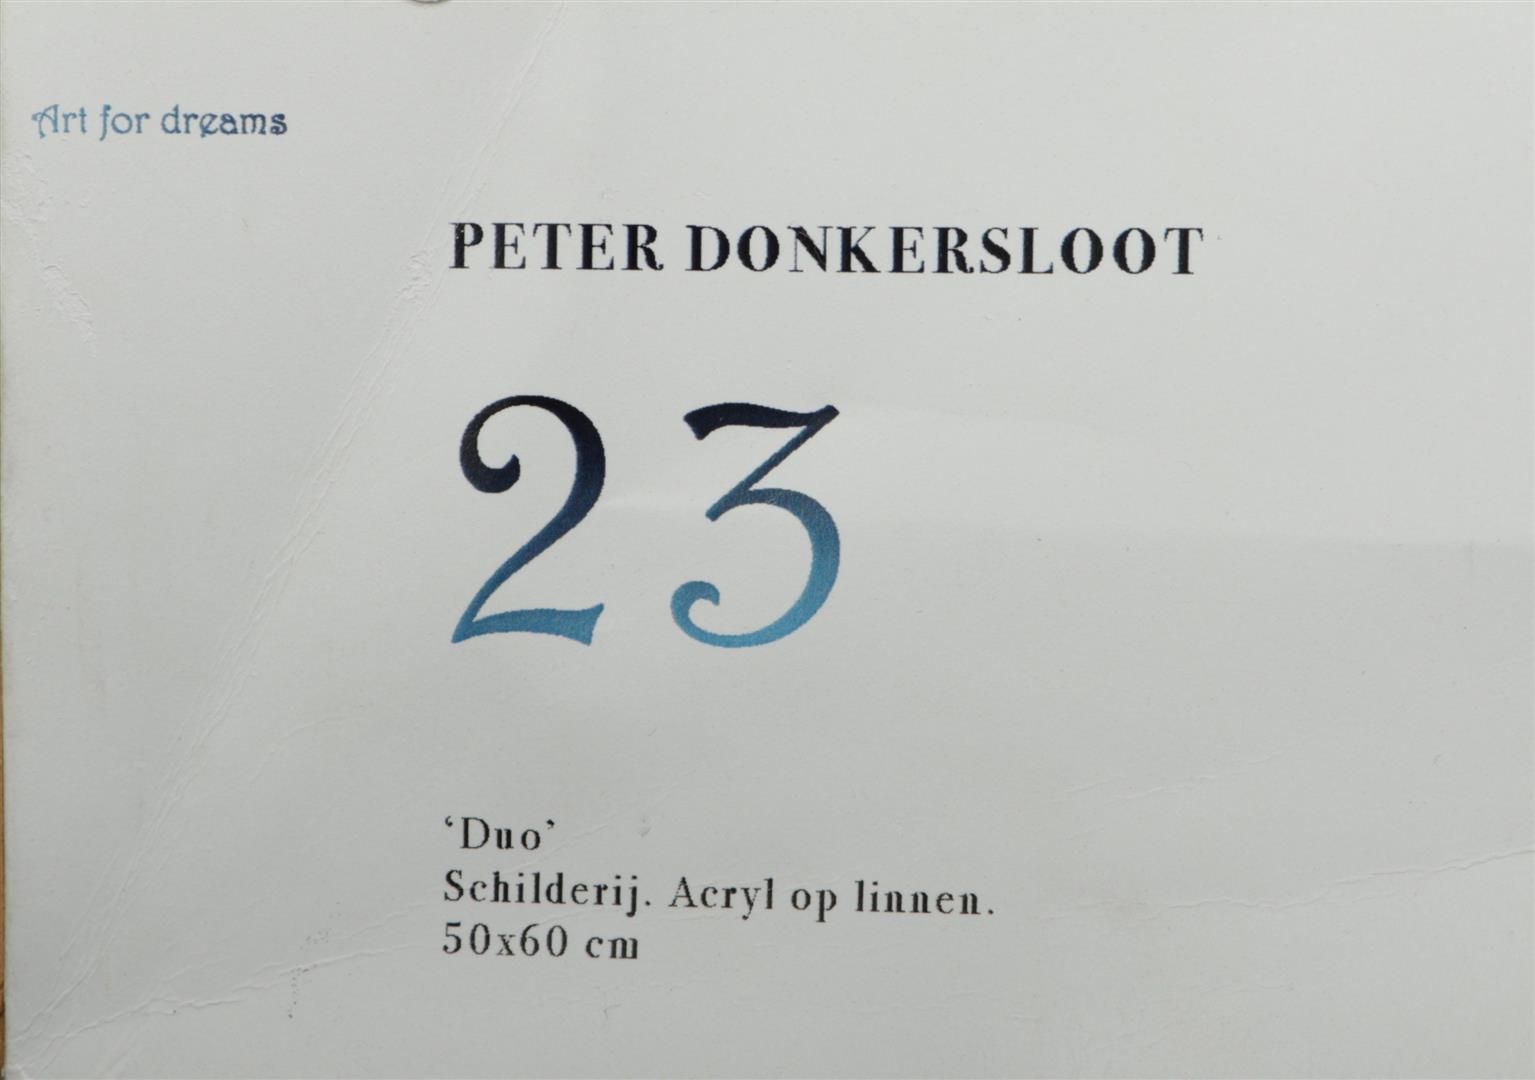 Art for dreams
PETER DONKERSLOOT
23
‘Duo’
Schilderij. Acryl op linnen.
50x60 cm